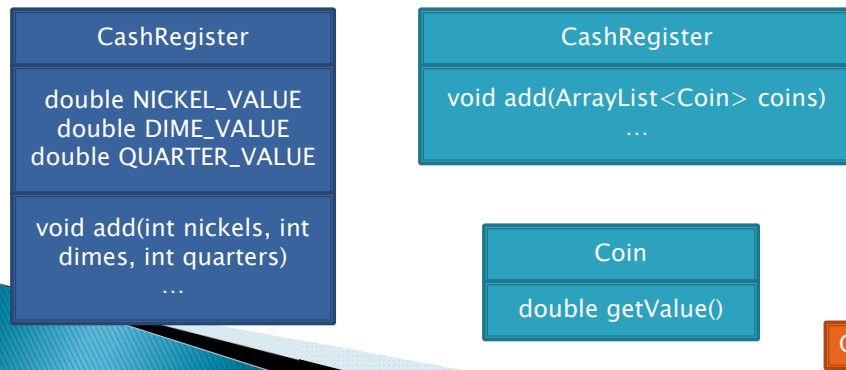 CashRegister
double NICKEL_VALUE
double DIME_VALUE
double QUARTER_VALUE
void add(int nickels, int
dimes, int quarters)
…
CashRegister
void add(ArrayList<Coin> coins)
…
Coin
double getValue()